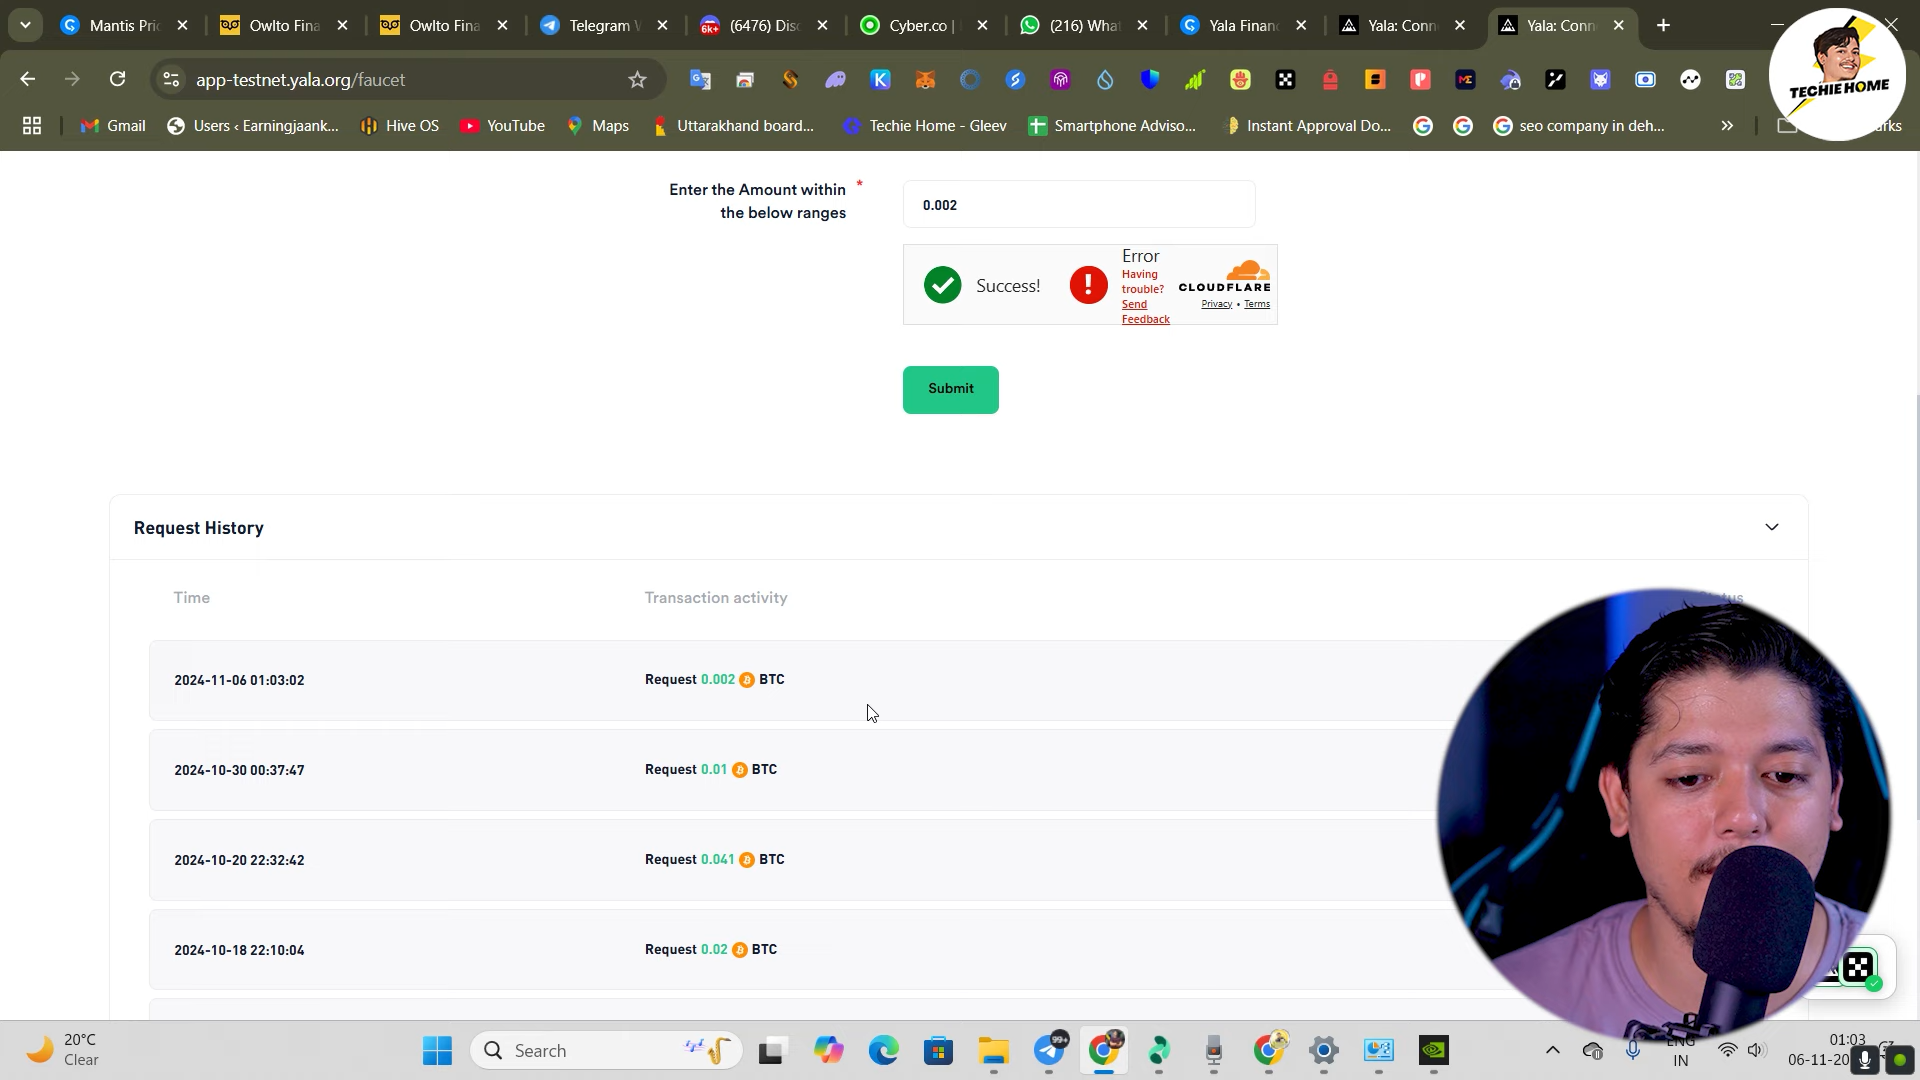 Mantis Pri
Owlto Fina
Owlto Fina
Telegram
(6476) Dis
Cyber.co |
(216) What
Yala Finan
Yala: Conn
Yala: Conn
app-testnet.yala.org/faucet
TECHIE HOME
Gmail
Users ‹ Earningjaank...
Hive OS
YouTube
Maps
Uttarakhand board...
Techie Home - Gleev
Smartphone Adviso...
Instant Approval Do...
seo company in deh...
Enter the Amount within *
the below ranges
0.002
Success!
Error
Having
trouble?
Send
Feedback
CLOUDFLARE
Privacy • Terms
Submit
Request History
Time
Transaction activity
2024-11-06 01:03:02
Request 0.002 BTC
2024-10-30 00:37:47
Request 0.01 BTC
2024-10-20 22:32:42
Request 0.041 BTC
2024-10-18 22:10:04
Request 0.02 BTC
20°C
Clear
Search
99+
ENG
IN
01:03